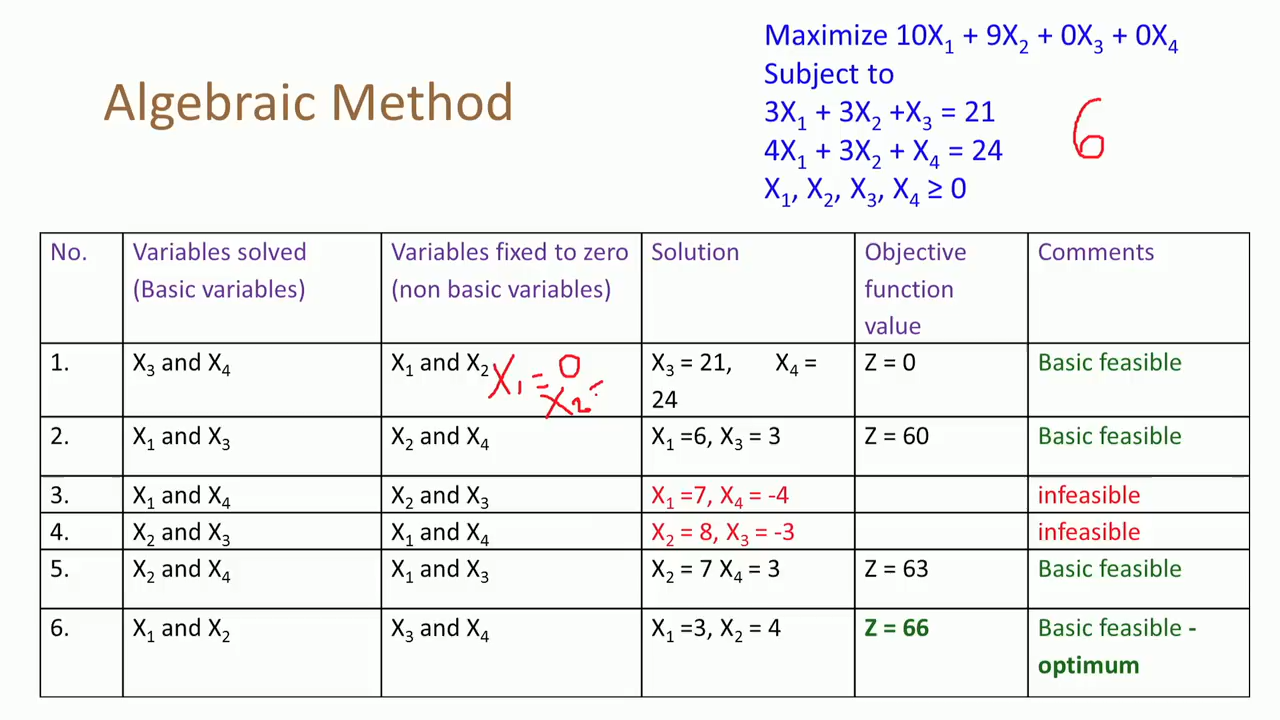 Maximize 10X₁ + 9X₂ + 0X₃ + 0X₄
Subject to
3X₁ + 3X₂ +X₃ = 21
4X₁ + 3X₂ + X₄ = 24
X₁, X₂, X₃, X₄ ≥ 0
6
Algebraic Method
No. Variables solved Variables fixed to zero Solution Objective Comments
(Basic variables) (non basic variables) function
value
1. X₃ and X₄ X₁ and X₂ X₃ = 21, X₄ = Z = 0 Basic feasible
24
X₁ = 0
X₂ =
2. X₁ and X₃ X₂ and X₄ X₁ =6, X₃ = 3 Z = 60 Basic feasible
3. X₁ and X₄ X₂ and X₃ X₁ =7, X₄ = -4 infeasible
4. X₂ and X₃ X₁ and X₄ X₂ = 8, X₃ = -3 infeasible
5. X₂ and X₄ X₁ and X₃ X₂ = 7 X₄ = 3 Z = 63 Basic feasible
6. X₁ and X₂ X₃ and X₄ X₁ =3, X₂ = 4 Z = 66 Basic feasible -
optimum